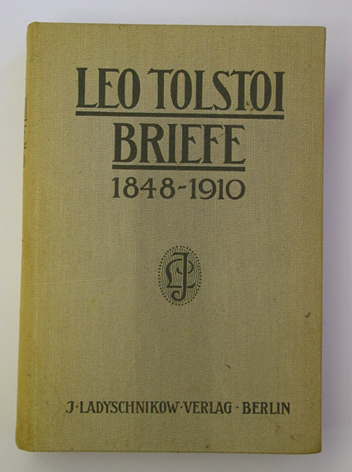 LEO TOLSTOI
BRIEFE
1848-1910
J·LADYSCHNIKOW·VERLAG·BERLIN